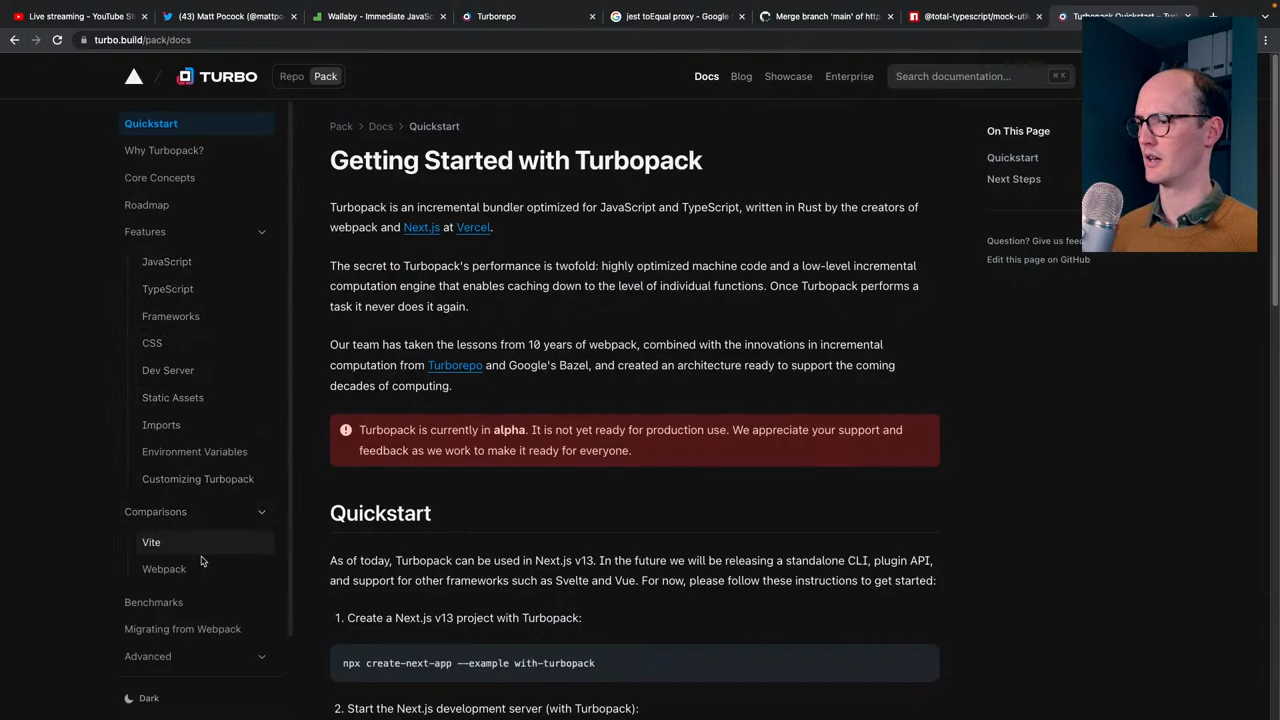 Live streaming - YouTube S
(43) Matt Pocock (@mattpo
Wallaby - Immediate JavaSc
Turborepo
jest toEqual proxy - Google
Merge branch 'main' of http
@total-typescript/mock-uti
Turbopack Quickstart – Tu
turbo.build/pack/docs
TURBO
Repo
Pack
Docs
Blog
Showcase
Enterprise
Search documentation...
⌘ K
Quickstart
Why Turbopack?
Core Concepts
Roadmap
Features
JavaScript
TypeScript
Frameworks
CSS
Dev Server
Static Assets
Imports
Environment Variables
Customizing Turbopack
Comparisons
Vite
Webpack
Benchmarks
Migrating from Webpack
Advanced
Dark
Pack > Docs > Quickstart
Getting Started with Turbopack
Turbopack is an incremental bundler optimized for JavaScript and TypeScript, written in Rust by the creators of
webpack and Next.js at Vercel.
The secret to Turbopack's performance is twofold: highly optimized machine code and a low-level incremental
computation engine that enables caching down to the level of individual functions. Once Turbopack performs a
task it never does it again.
Our team has taken the lessons from 10 years of webpack, combined with the innovations in incremental
computation from Turborepo and Google's Bazel, and created an architecture ready to support the coming
decades of computing.
Turbopack is currently in alpha. It is not yet ready for production use. We appreciate your support and
feedback as we work to make it ready for everyone.
Quickstart
As of today, Turbopack can be used in Next.js v13. In the future we will be releasing a standalone CLI, plugin API,
and support for other frameworks such as Svelte and Vue. For now, please follow these instructions to get started:
1. Create a Next.js v13 project with Turbopack:
npx create-next-app --example with-turbopack
2. Start the Next.js development server (with Turbopack):
On This Page
Quickstart
Next Steps
Question? Give us feed
Edit this page on GitHub